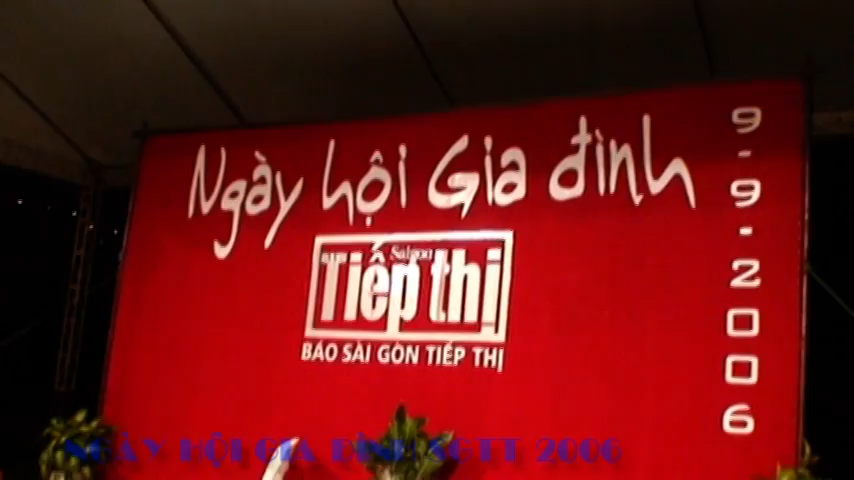 Ngày hội Gia đình
Saigon
Tiếp thị
BÁO SÀI GÒN TIẾP THỊ
9-9-2006
NGÀY HỘI GIA ĐÌNH SGTT 2006